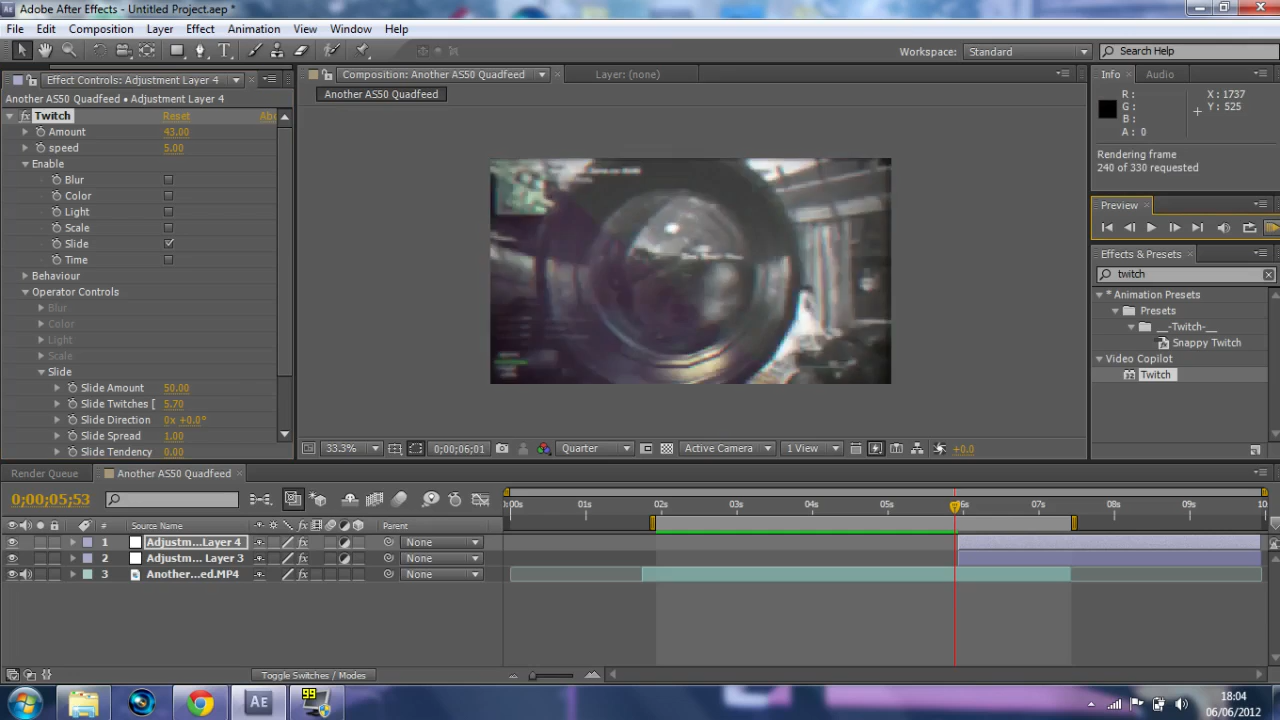 Adobe After Effects - Untitled Project.aep *
File Edit Composition Layer Effect Animation View Window Help
Workspace: Standard Search Help
Effect Controls: Adjustment Layer 4
Another AS50 Quadfeed • Adjustment Layer 4
fx Twitch Reset Abo
Amount 43.00
speed 5.00
Enable
Blur
Color
Light
Scale
Slide
Time
Behaviour
Operator Controls
Blur
Color
Light
Scale
Slide
Slide Amount 50.00
Slide Twitches [ 5.70
Slide Direction 0x +0.0°
Slide Spread 1.00
Slide Tendency 0.00
Composition: Another AS50 Quadfeed Layer: (none)
Another AS50 Quadfeed
33.3% 0;00;06;01 Quarter Active Camera 1 View +0.0
Info Audio
R: X: 1737
G: Y: 525
B:
A: 0
Rendering frame
240 of 330 requested
Preview
Effects & Presets
twitch
* Animation Presets
Presets
__-Twitch-__
Snappy Twitch
Video Copilot
Twitch
Render Queue Another AS50 Quadfeed
0;00;05;53
0:00s 01s 02s 03s 04s 05s 06s 07s 08s 09s 10
# Source Name Parent
1 Adjustm...Layer 4 None
2 Adjustm...Layer 3 None
3 Another...ed.MP4 None
Toggle Switches / Modes
AE 99 18:04
06/06/2012